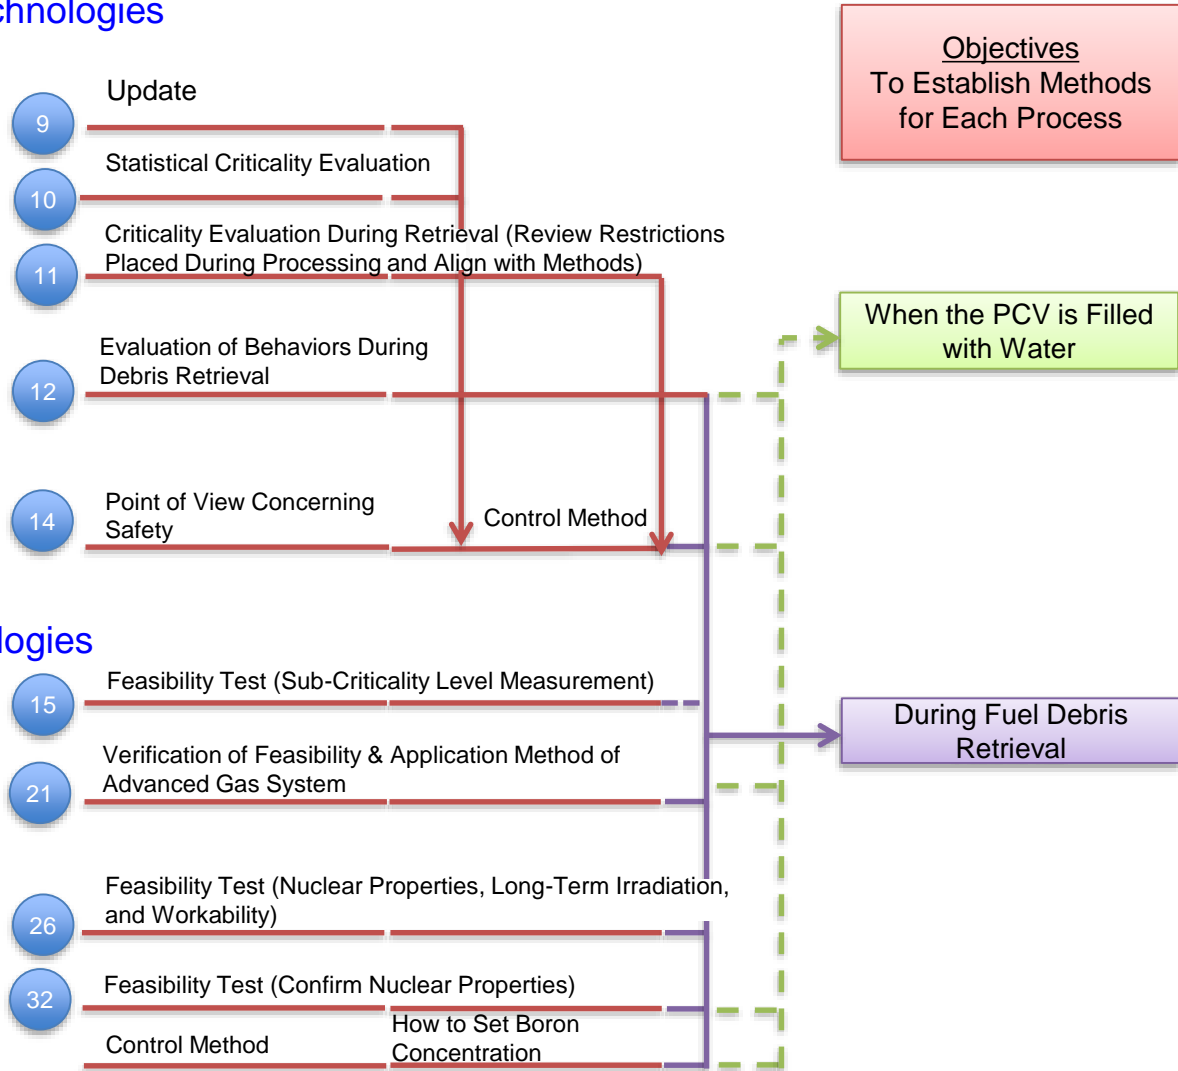 chnologies
Objectives
To Establish Methods
for Each Process
Update
9
Statistical Criticality Evaluation
10
Criticality Evaluation During Retrieval (Review Restrictions
Placed During Processing and Align with Methods)
11
When the PCV is Filled
with Water
Evaluation of Behaviors During
Debris Retrieval
12
Point of View Concerning
Safety
Control Method
14
logies
Feasibility Test (Sub-Criticality Level Measurement)
15
During Fuel Debris
Retrieval
Verification of Feasibility & Application Method of
Advanced Gas System
21
Feasibility Test (Nuclear Properties, Long-Term Irradiation,
and Workability)
26
Feasibility Test (Confirm Nuclear Properties)
32
How to Set Boron
Concentration
Control Method